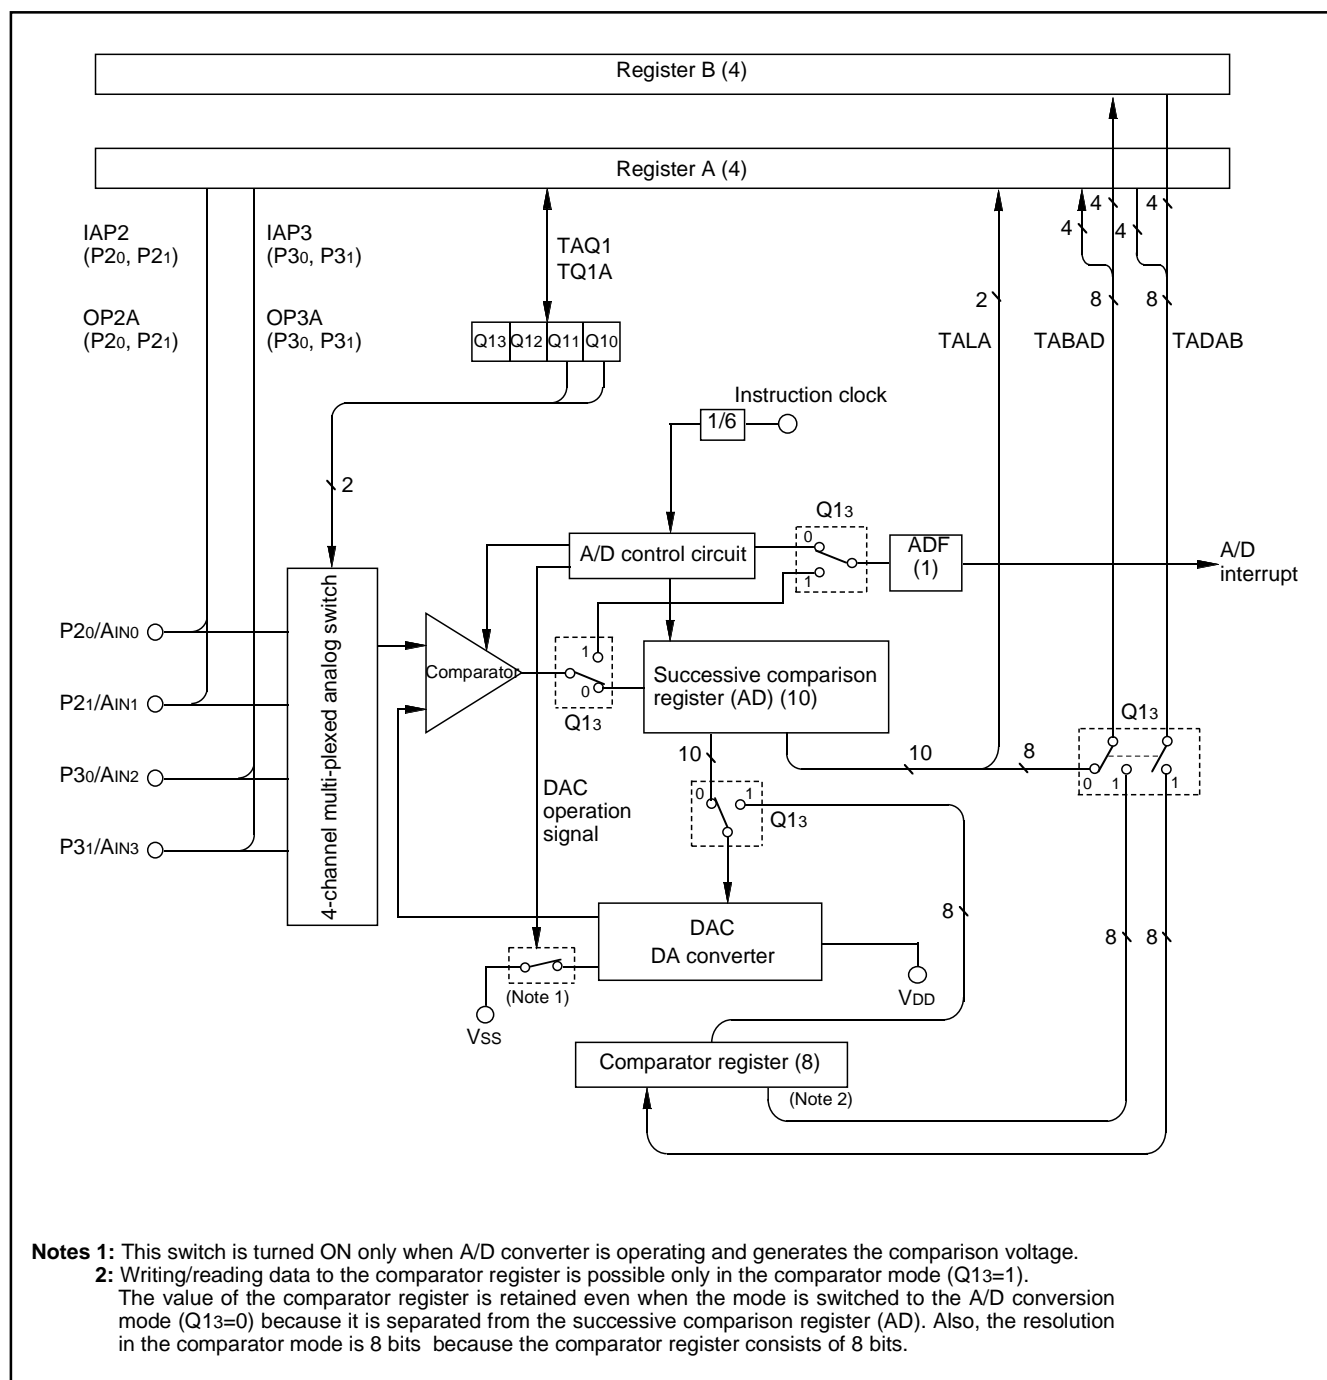 Register B (4)
Register A (4)
IAP2
(P20, P21)
IAP3
(P30, P31)
TAQ1
TQ1A
OP2A
(P20, P21)
OP3A
(P30, P31)
4
4
4
4
2
8
8
TALA
TABAD
TADAB
Q13 Q12 Q11 Q10
Instruction clock
1/6
2
Q13
0
1
A/D control circuit
ADF
(1)
A/D
interrupt
4-channel multi-plexed analog switch
P20/AIN0
P21/AIN1
P30/AIN2
P31/AIN3
Comparator
1
0
Q13
Successive comparison
register (AD) (10)
10
10
8
Q13
0
1
1
DAC
operation
signal
0
1
Q13
8
8
8
DAC
DA converter
(Note 1)
VSS
VDD
Comparator register (8)
(Note 2)
Notes 1: This switch is turned ON only when A/D converter is operating and generates the comparison voltage.
2: Writing/reading data to the comparator register is possible only in the comparator mode (Q13=1).
The value of the comparator register is retained even when the mode is switched to the A/D conversion
mode (Q13=0) because it is separated from the successive comparison register (AD). Also, the resolution
in the comparator mode is 8 bits because the comparator register consists of 8 bits.